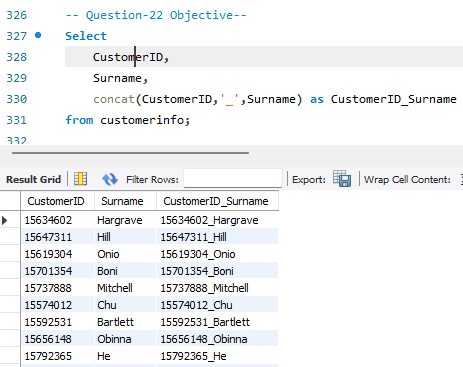 326 -- Question-22 Objective--
327 Select
328 CustomerID,
329 Surname,
330 concat(CustomerID,'_',Surname) as CustomerID_Surname
331 from customerinfo;
332
Result Grid Filter Rows: Export: Wrap Cell Content:
CustomerID Surname CustomerID_Surname
15634602 Hargrave 15634602_Hargrave
15647311 Hill 15647311_Hill
15619304 Onio 15619304_Onio
15701354 Boni 15701354_Boni
15737888 Mitchell 15737888_Mitchell
15574012 Chu 15574012_Chu
15592531 Bartlett 15592531_Bartlett
15656148 Obinna 15656148_Obinna
15792365 He 15792365_He